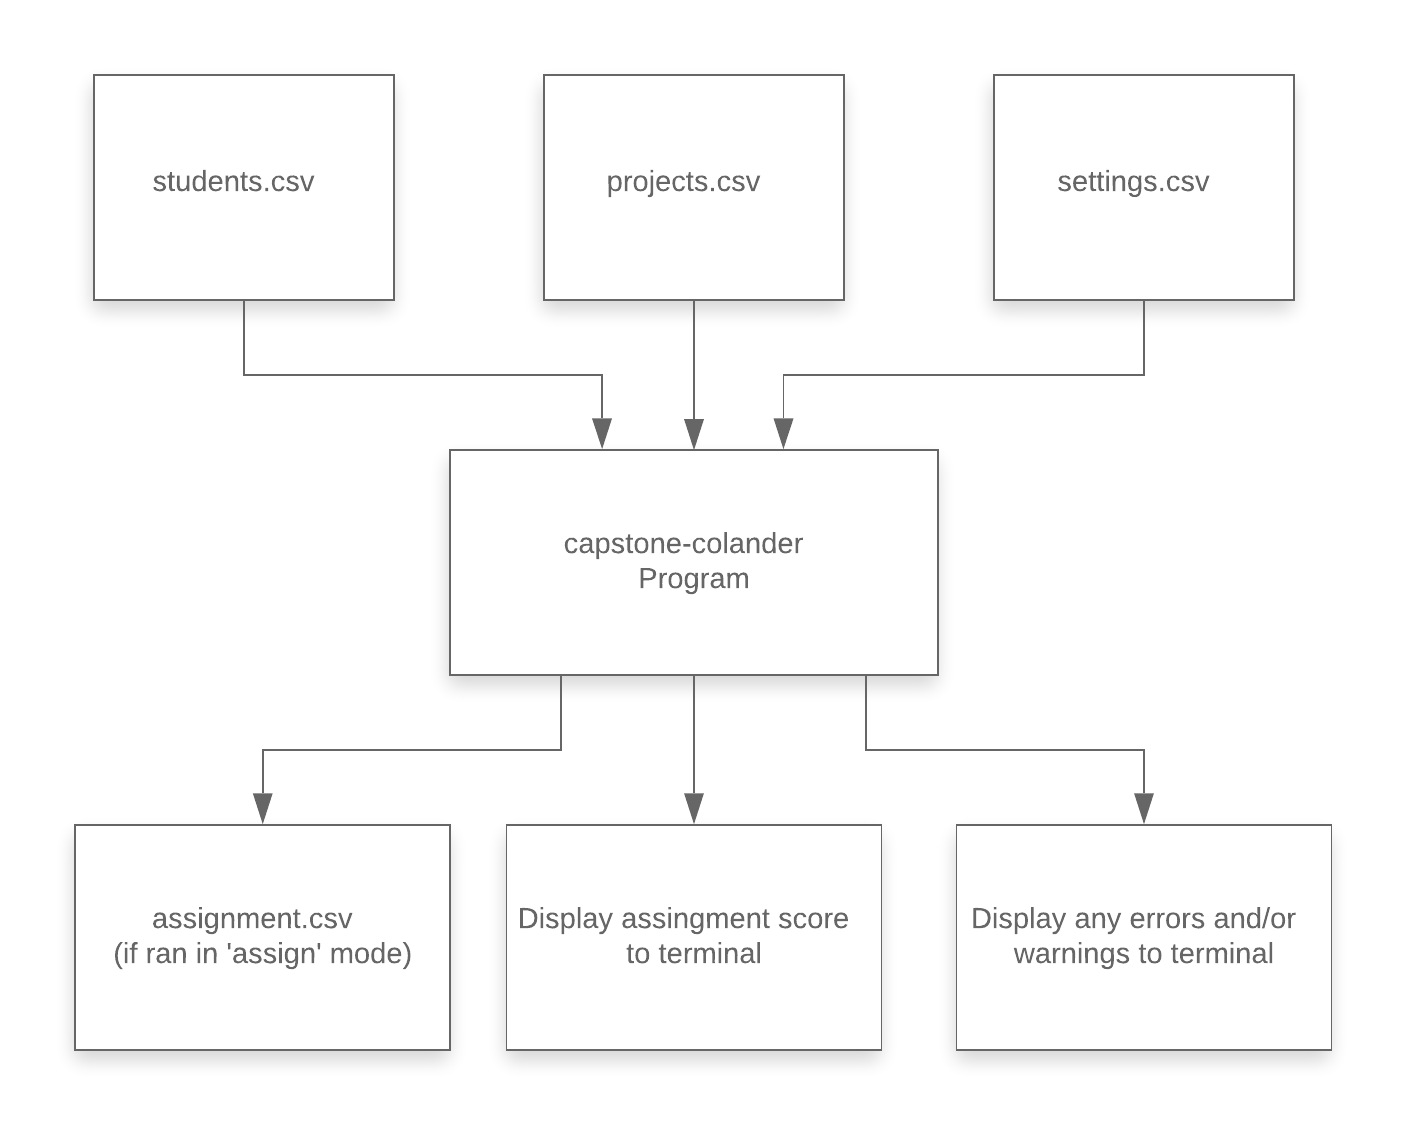 students.csv
projects.csv
settings.csv
capstone-colander
Program
assignment.csv
(if ran in 'assign' mode)
Display assingment score
to terminal
Display any errors and/or
warnings to terminal